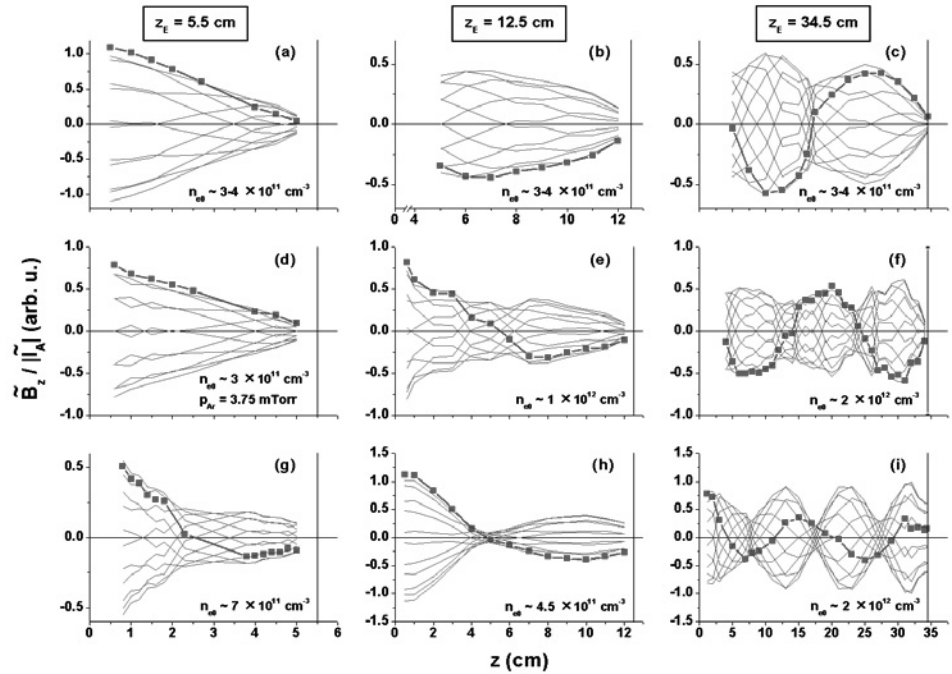 z_E = 5.5 cm
z_E = 12.5 cm
z_E = 34.5 cm
(a)
(b)
(c)
1.0
0.5
0.0
-0.5
-1.0
0.5
0.0
-0.5
0.5
0.0
-0.5
n_e0 ~ 3-4 × 10^11 cm^-3
n_e0 ~ 3-4 × 10^11 cm^-3
n_e0 ~ 3-4 × 10^11 cm^-3
0 4 6 8 10 12
(d)
(e)
(f)
1.0
0.5
0.0
-0.5
-1.0
1.0
0.5
0.0
-0.5
-1.0
1.0
0.5
0.0
-0.5
-1.0
n_e0 ~ 3 × 10^11 cm^-3
p_Ar = 3.75 mTorr
n_e0 ~ 1 × 10^12 cm^-3
n_e0 ~ 2 × 10^12 cm^-3
B̃_z / |Ĩ_A| (arb. u.)
(g)
(h)
(i)
0.5
0.0
-0.5
1.5
1.0
0.5
0.0
-0.5
-1.0
-1.5
1.5
1.0
0.5
0.0
-0.5
-1.0
-1.5
n_e0 ~ 7 × 10^11 cm^-3
n_e0 ~ 4.5 × 10^11 cm^-3
n_e0 ~ 2 × 10^12 cm^-3
0 1 2 3 4 5 6
0 2 4 6 8 10 12
0 5 10 15 20 25 30 35
z (cm)